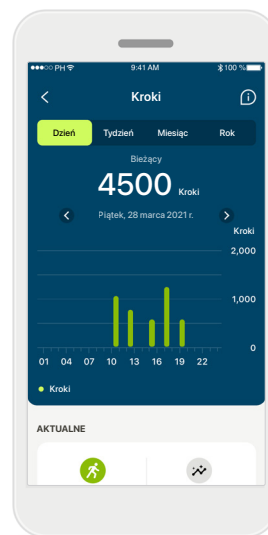 ●●●○○ PH 9:41 AM 100 %
Kroki
Dzień Tydzień Miesiąc Rok
Bieżący
4500 Kroki
Piątek, 28 marca 2021 r.
Kroki
2,000
1,000
0
01 04 07 10 13 16 19 22
Kroki
AKTUALNE